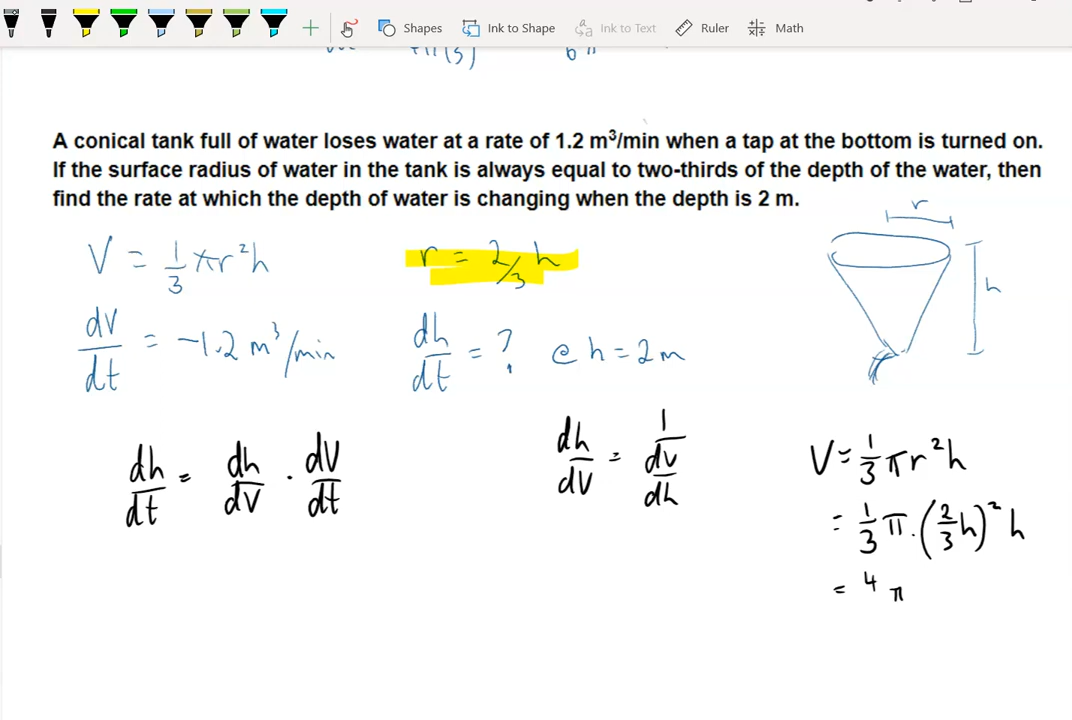 Shapes Ink to Shape Ink to Text Ruler Math
A conical tank full of water loses water at a rate of 1.2 m³/min when a tap at the bottom is turned on.
If the surface radius of water in the tank is always equal to two-thirds of the depth of the water, then
find the rate at which the depth of water is changing when the depth is 2 m.
r
h
V = 1/3 πr²h
r = 2/3 h
dV/dt = -1.2 m³/min
dh/dt = ? @ h = 2m
dh/dt = dh/dV · dV/dt
dh/dV = 1/(dV/dh)
V = 1/3 πr²h
= 1/3 π.(2/3 h)² h
= 4 π